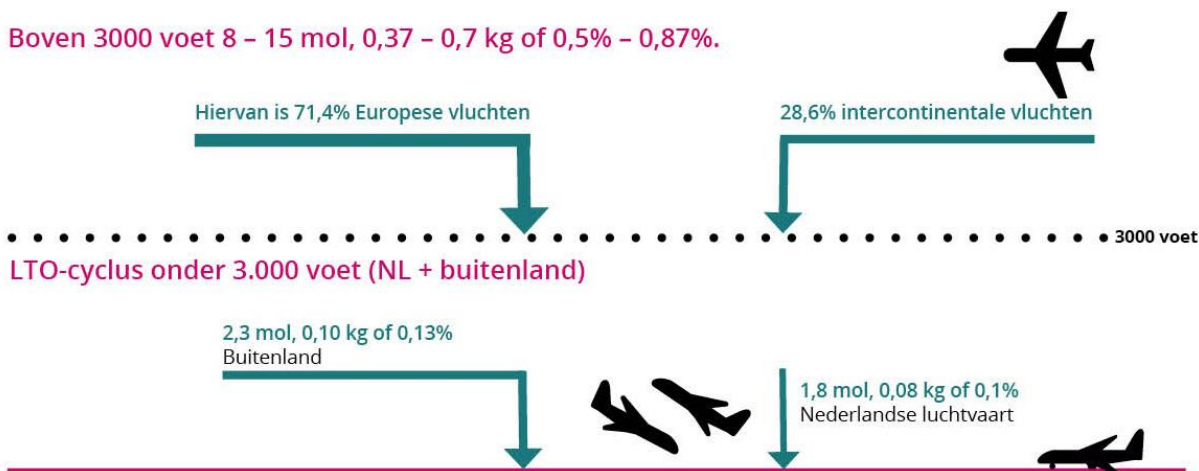 Boven 3000 voet 8 – 15 mol, 0,37 – 0,7 kg of 0,5% – 0,87%.
Hiervan is 71,4% Europese vluchten
28,6% intercontinentale vluchten
3000 voet
LTO-cyclus onder 3.000 voet (NL + buitenland)
2,3 mol, 0,10 kg of 0,13%
Buitenland
1,8 mol, 0,08 kg of 0,1%
Nederlandse luchtvaart